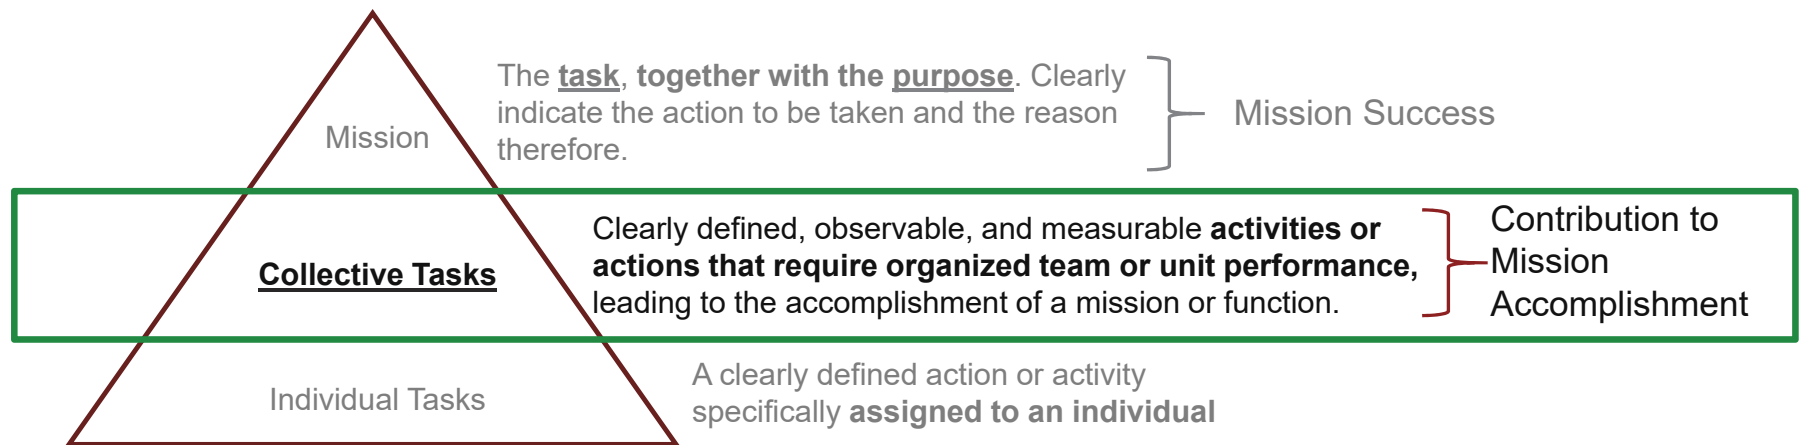 Mission
The task, together with the purpose. Clearly
indicate the action to be taken and the reason
therefore.
Mission Success
Collective Tasks
Clearly defined, observable, and measurable activities or
actions that require organized team or unit performance,
leading to the accomplishment of a mission or function.
Contribution to
Mission
Accomplishment
Individual Tasks
A clearly defined action or activity
specifically assigned to an individual